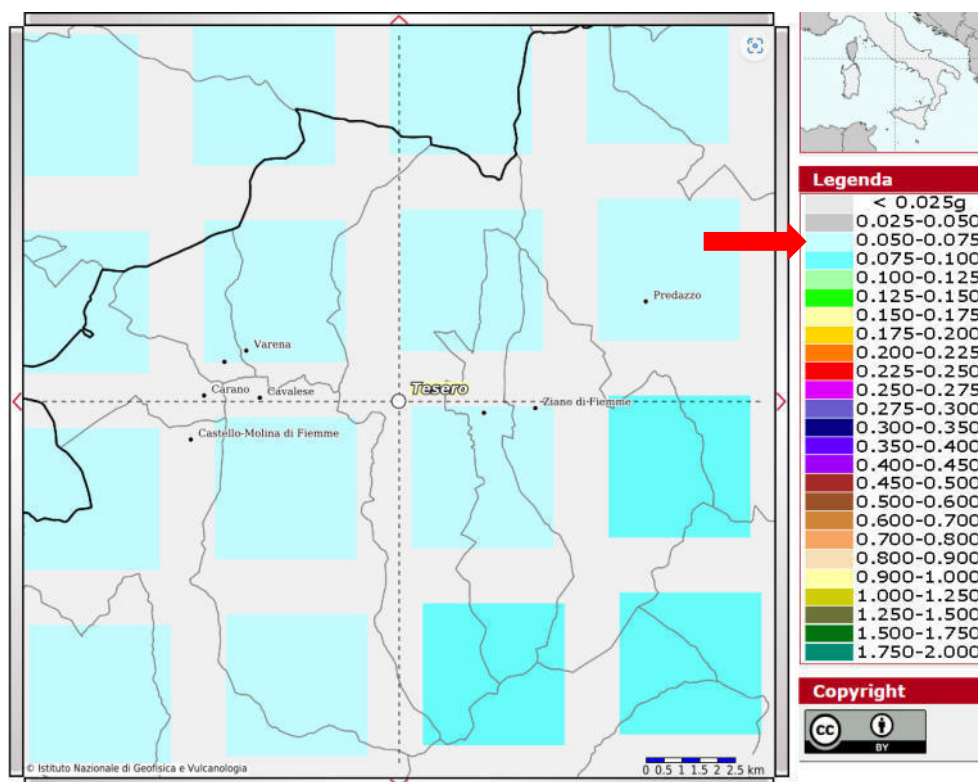 Predazzo
Varena
Tesero
Carano
Cavalese
Ziano di Fiemme
Castello-Molina di Fiemme
© Istituto Nazionale di Geofisica e Vulcanologia
0 0.5 1 1.5 2 2.5 km
Legenda
< 0.025g
0.025-0.050
0.050-0.075
0.075-0.100
0.100-0.125
0.125-0.150
0.150-0.175
0.175-0.200
0.200-0.225
0.225-0.250
0.250-0.275
0.275-0.300
0.300-0.350
0.350-0.400
0.400-0.450
0.450-0.500
0.500-0.600
0.600-0.700
0.700-0.800
0.800-0.900
0.900-1.000
1.000-1.250
1.250-1.500
1.500-1.750
1.750-2.000
Copyright
cc
BY